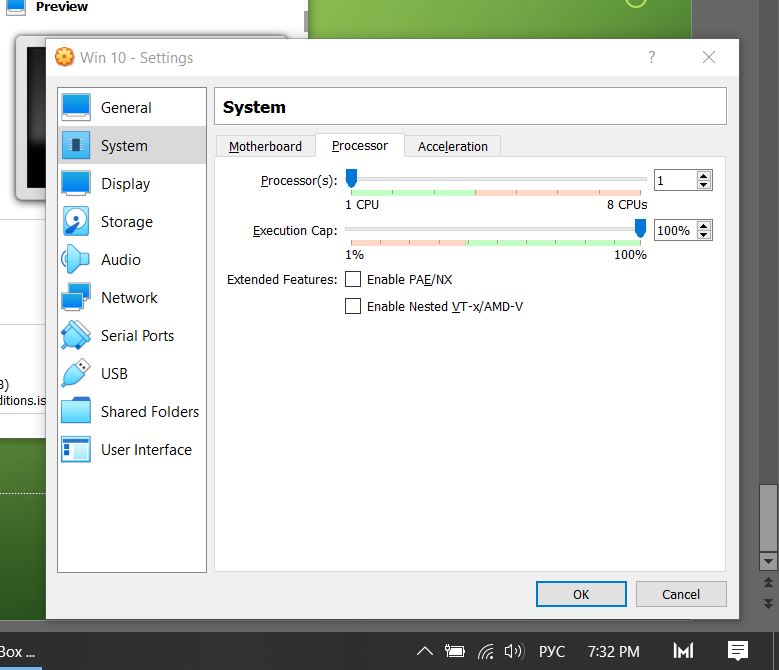 Preview
Win 10 - Settings
?
General
System
Display
Storage
Audio
Network
Serial Ports
USB
Shared Folders
User Interface
System
Motherboard
Processor
Acceleration
Processor(s):
1
1 CPU
8 CPUs
Execution Cap:
100%
1%
100%
Extended Features:
Enable PAE/NX
Enable Nested VT-x/AMD-V
OK
Cancel
3)
ditions.is
Box ...
РУС
7:32 PM